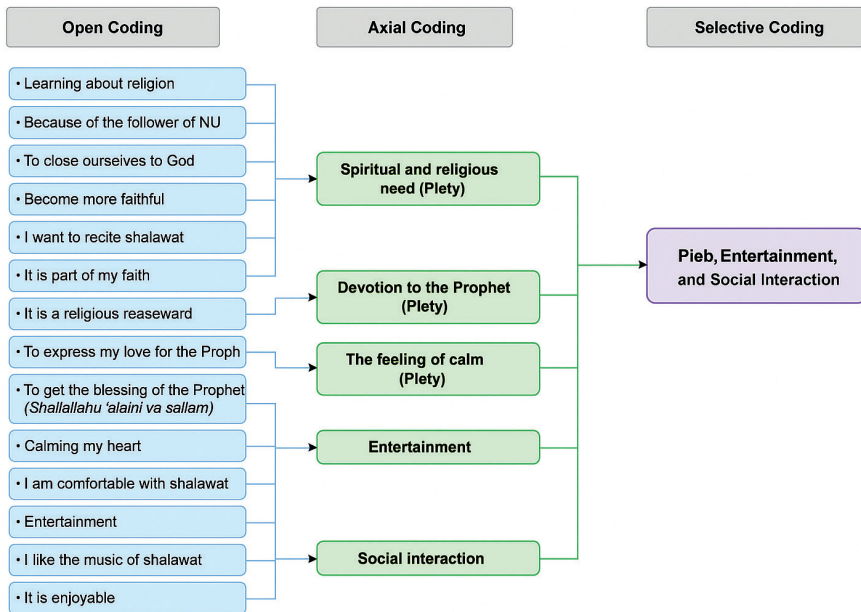 Open Coding
Axial Coding
Selective Coding
• Learning about religion
• Because of the follower of NU
• To close ourseives to God
• Become more faithful
• I want to recite shalawat
• It is part of my faith
• It is a religious reaseward
• To express my love for the Proph
• To get the blessing of the Prophet
(Shallallahu ‘alaini va sallam)
• Calming my heart
• I am comfortable with shalawat
• Entertainment
• I like the music of shalawat
• It is enjoyable
Spiritual and religious
need (Plety)
Devotion to the Prophet
(Plety)
The feeling of calm
(Plety)
Entertainment
Social interaction
Pieb, Entertainment,
and Social Interaction